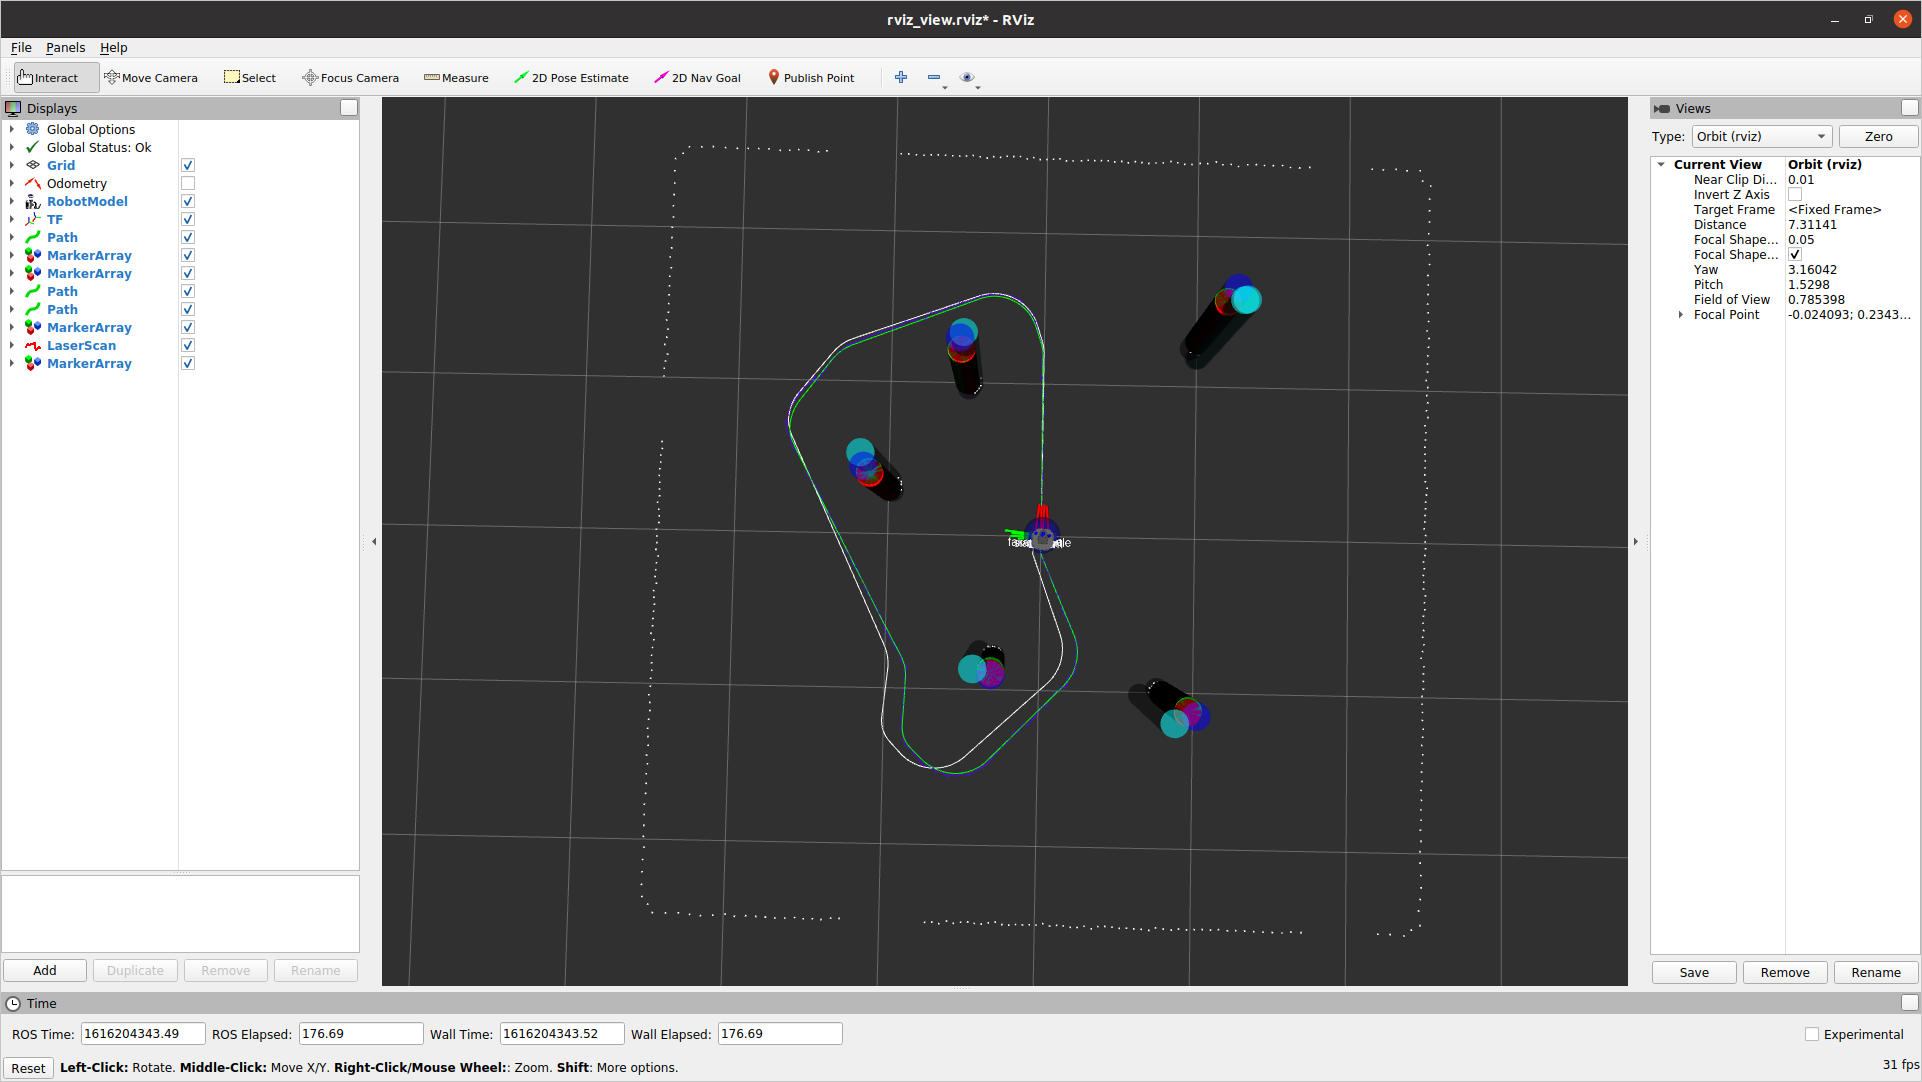 rviz_view.rviz* - RViz
File Panels Help
Interact Move Camera Select Focus Camera Measure 2D Pose Estimate 2D Nav Goal Publish Point
Displays
Global Options
Global Status: Ok
Grid
Odometry
RobotModel
TF
Path
MarkerArray
MarkerArray
Path
Path
MarkerArray
LaserScan
MarkerArray
Add Duplicate Remove Rename
Views
Type: Orbit (rviz) Zero
Current View Orbit (rviz)
Near Clip Di... 0.01
Invert Z Axis
Target Frame <Fixed Frame>
Distance 7.31141
Focal Shape... 0.05
Focal Shape...
Yaw 3.16042
Pitch 1.5298
Field of View 0.785398
Focal Point -0.024093; 0.2343...
Save Remove Rename
Time
ROS Time: 1616204343.49 ROS Elapsed: 176.69 Wall Time: 1616204343.52 Wall Elapsed: 176.69 Experimental
Reset Left-Click: Rotate. Middle-Click: Move X/Y. Right-Click/Mouse Wheel:: Zoom. Shift: More options. 31 fps